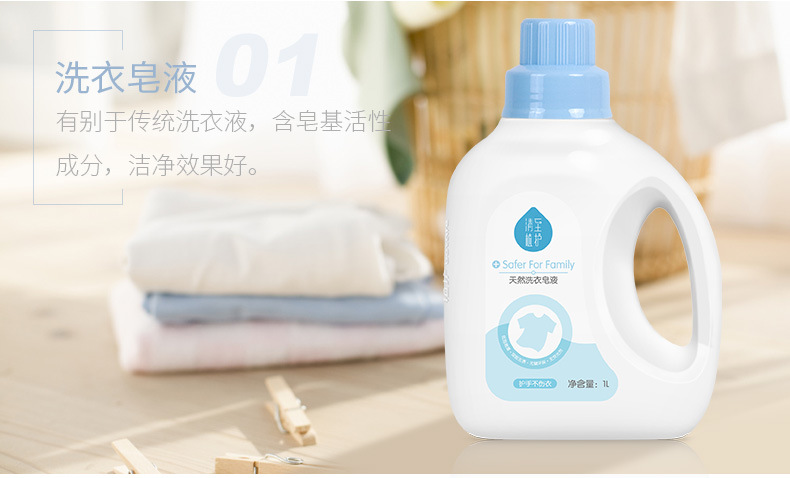 01
洗衣皂液
有别于传统洗衣液，含皂基活性
成分，洁净效果好。
Safer For Family
天然洗衣皂液
护手不伤衣
净含量：1L